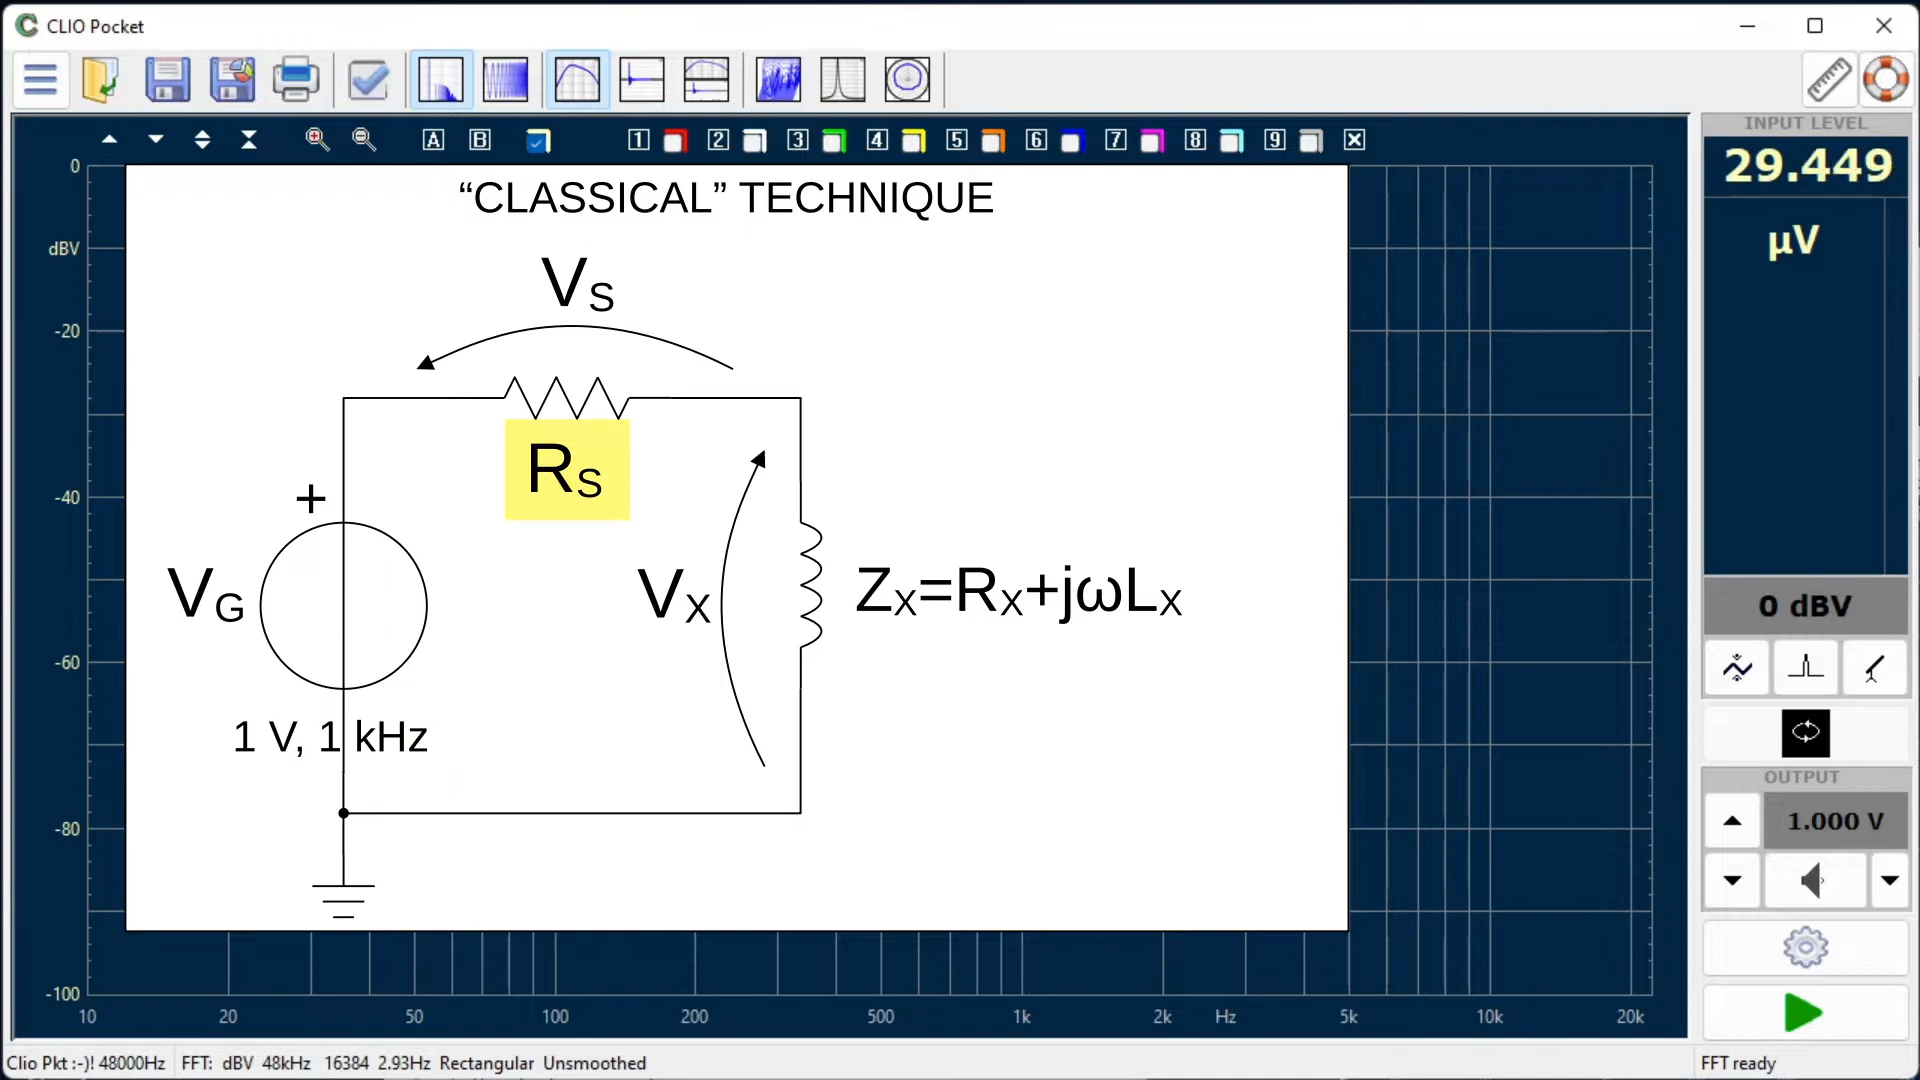 CLIO Pocket
A B 1 2 3 4 5 6 7 8 9
INPUT LEVEL
29.449
µV
0 dBV
OUTPUT
1.000 V
0
dBV
-20
-40
-60
-80
-100
“CLASSICAL” TECHNIQUE
VS
RS
+
VG
VX
ZX=RX+jωLX
1 V, 1 kHz
10 20 50 100 200 500 1k 2k Hz 5k 10k 20k
Clio Pkt :-)! 48000Hz FFT: dBV 48kHz 16384 2.93Hz Rectangular Unsmoothed FFT ready